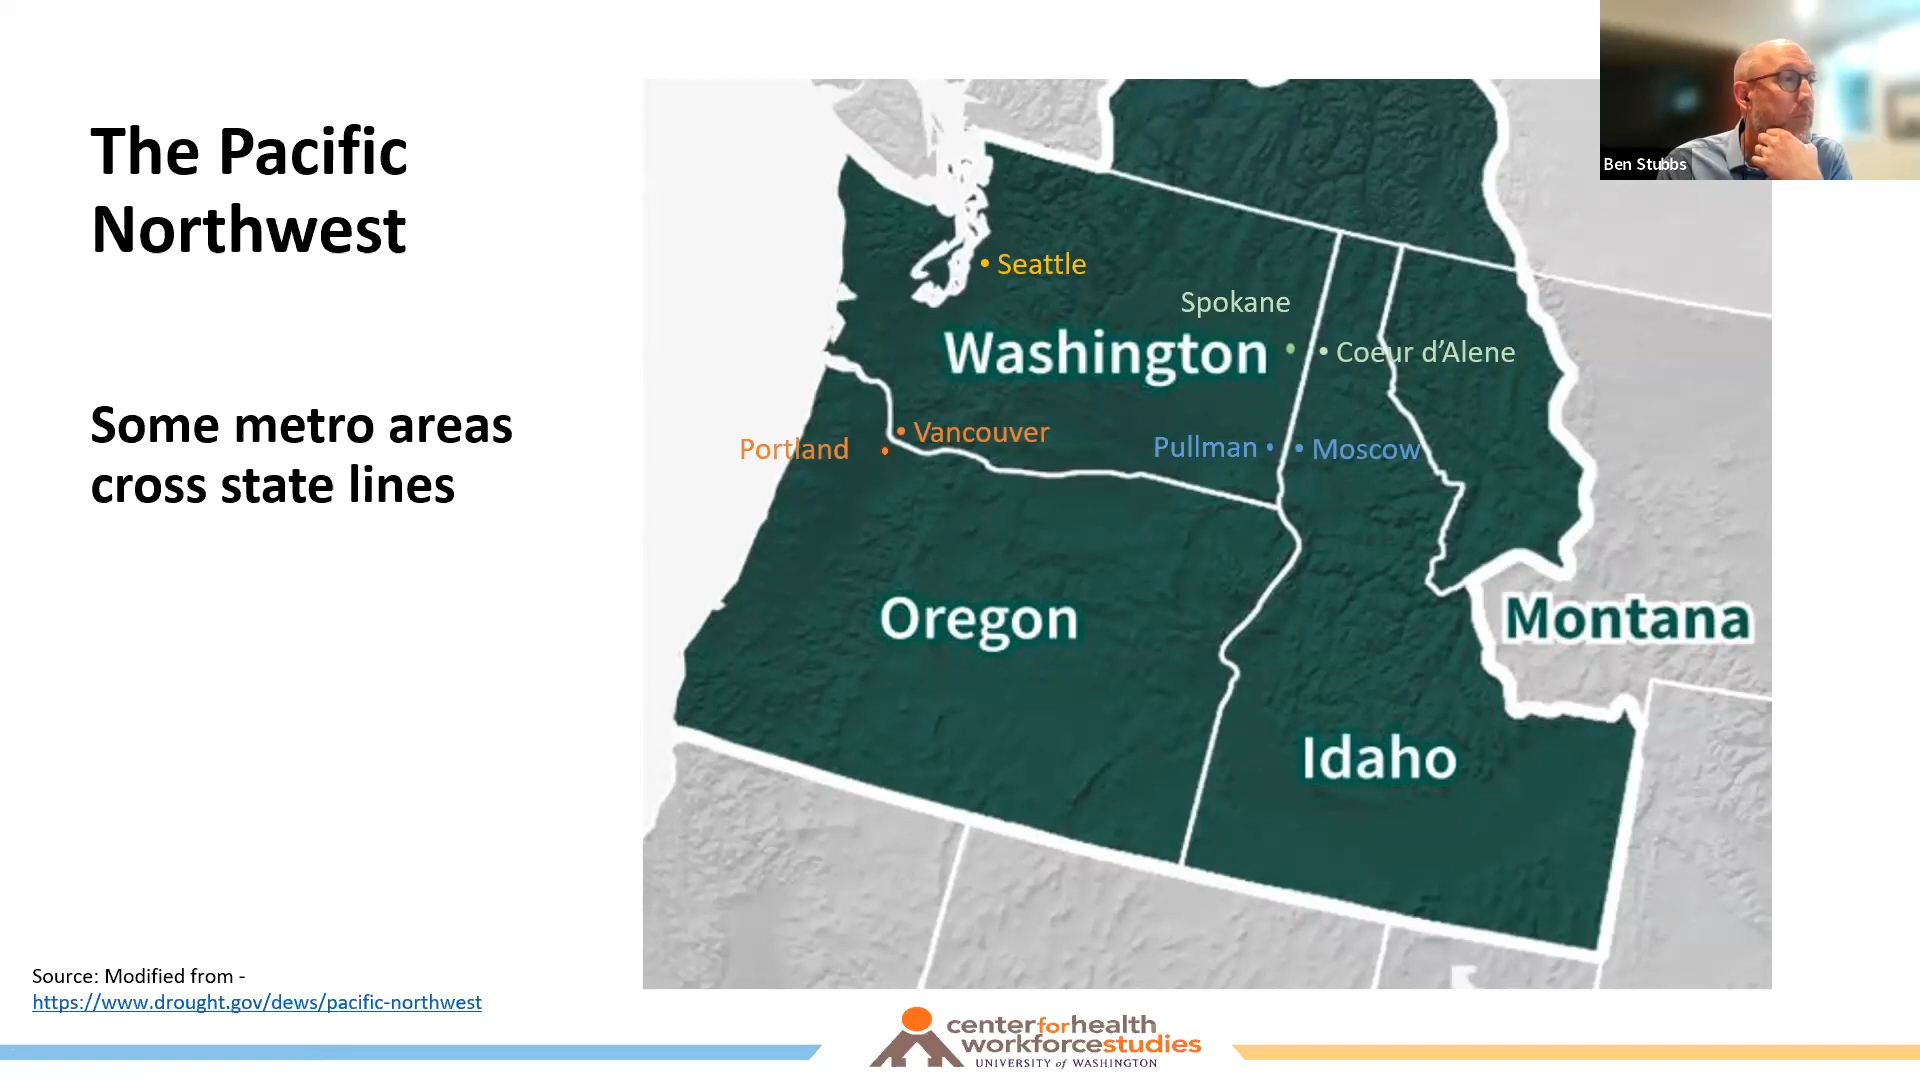 The Pacific
Northwest
Some metro areas
cross state lines
Ben Stubbs
• Seattle
Spokane
Washington
• Coeur d’Alene
• Vancouver
Portland
Pullman •
• Moscow
Oregon
Montana
Idaho
Source: Modified from -
https://www.drought.gov/dews/pacific-northwest
centerforhealth
workforcestudies
UNIVERSITY of WASHINGTON